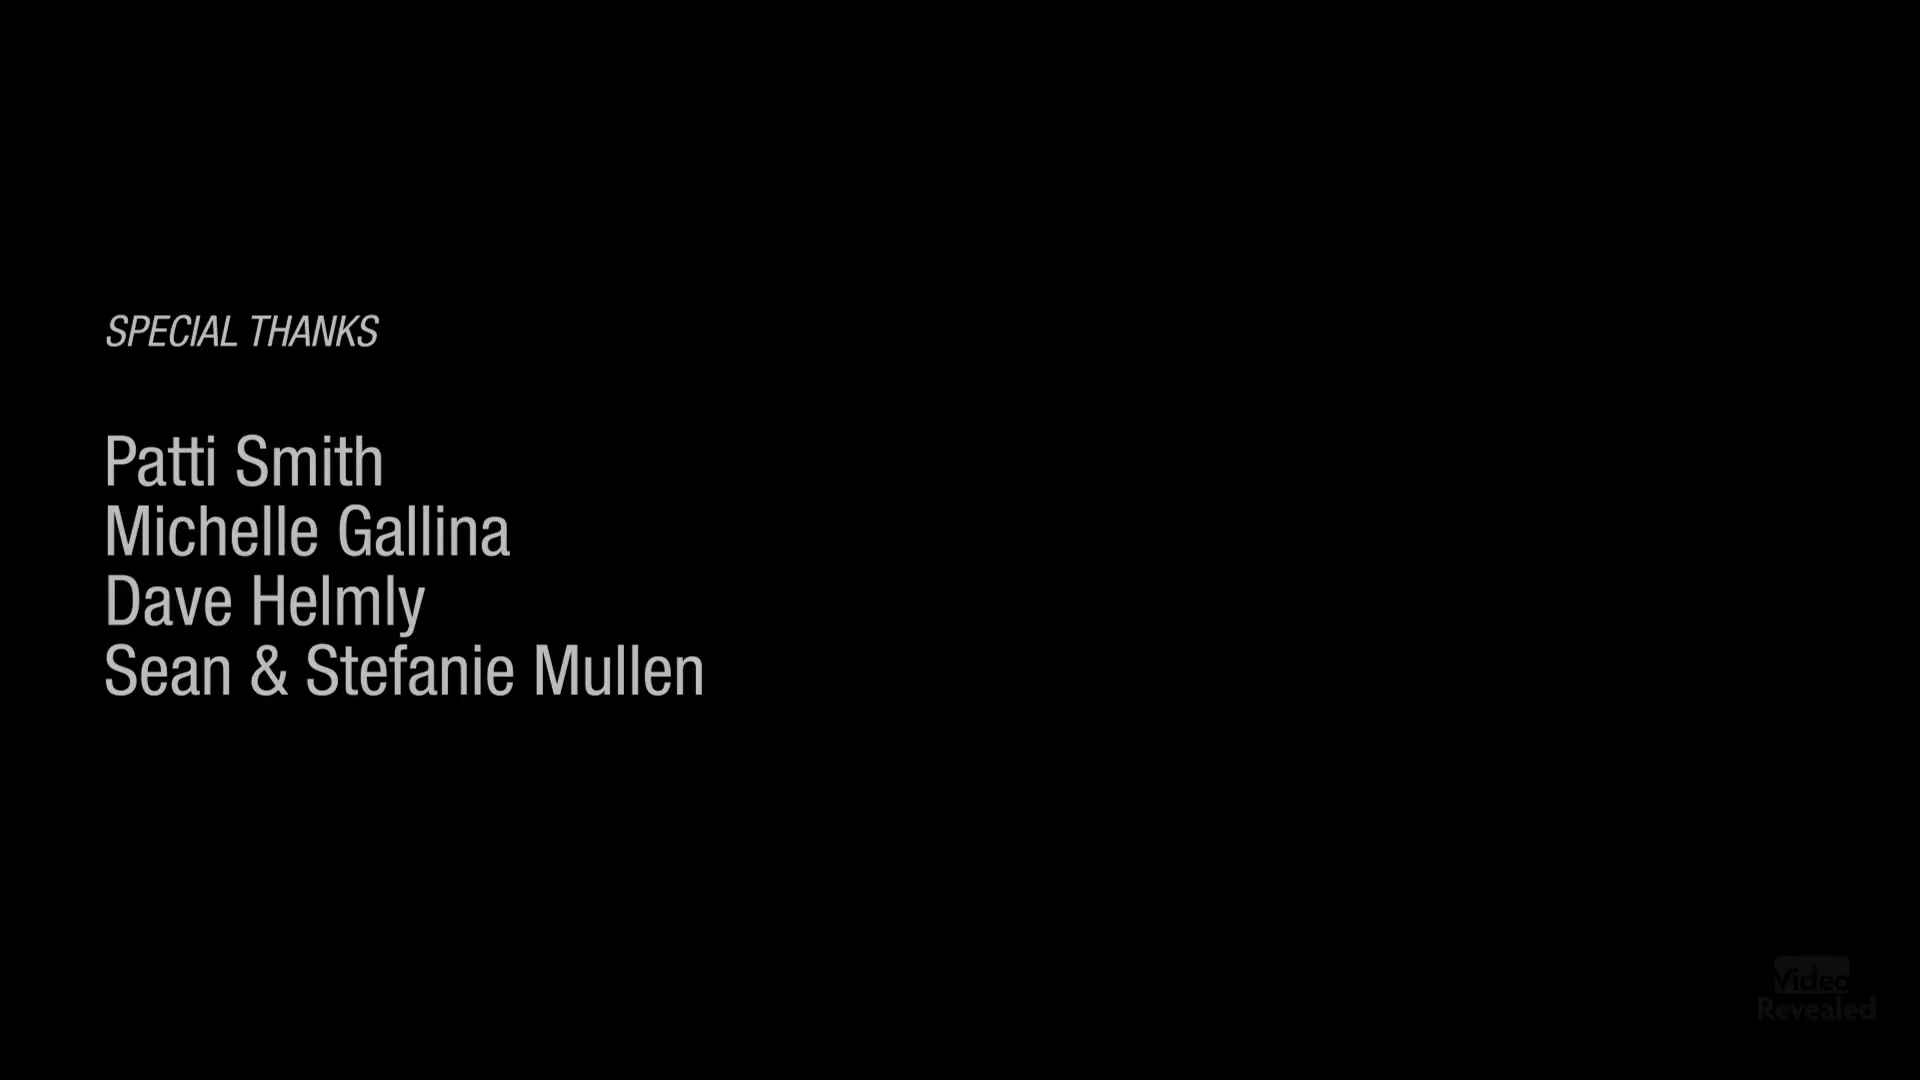 SPECIAL THANKS
Patti Smith
Michelle Gallina
Dave Helmly
Sean & Stefanie Mullen
Video
Revealed